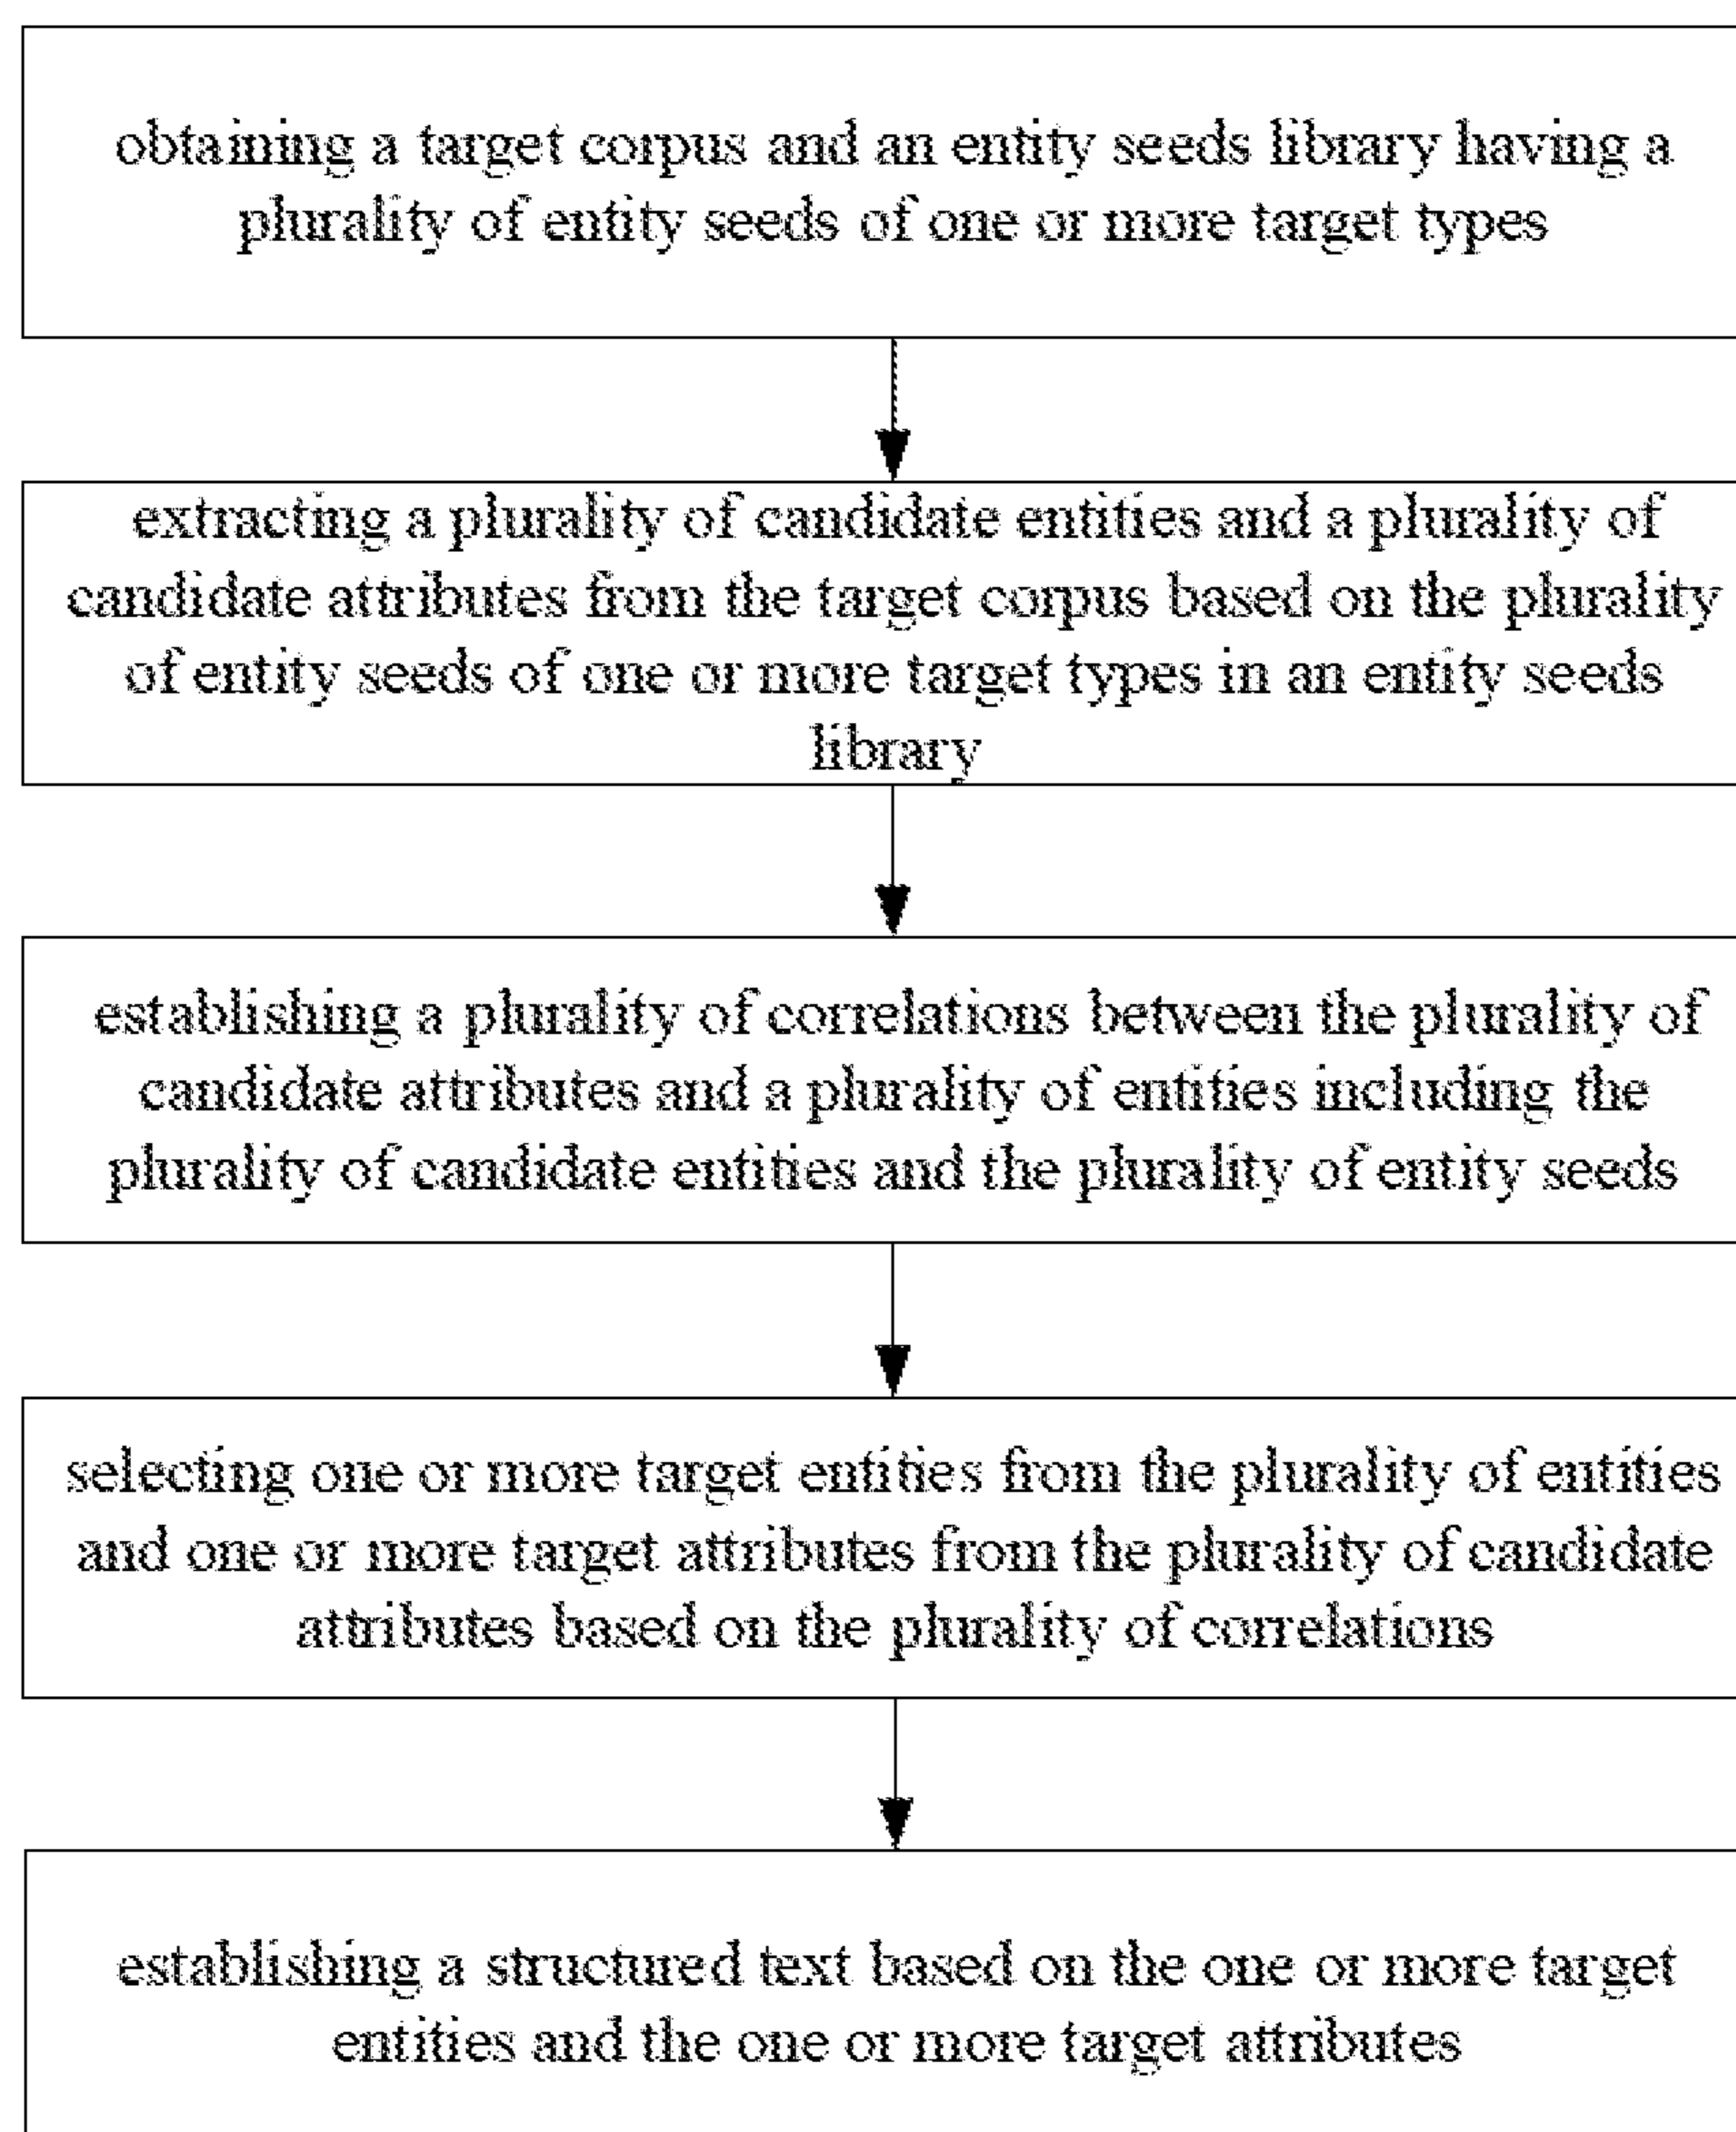 obtaining a target corpus and an entity seeds library having a
plurality of entity seeds of one or more target types
extracting a plurality of candidate entities and a plurality of
candidate attributes from the target corpus based on the plurality
of entity seeds of one or more target types in an entity seeds
library
establishing a plurality of correlations between the plurality of
candidate attributes and a plurality of entities including the
plurality of candidate entities and the plurality of entity seeds
selecting one or more target entities from the plurality of entities
and one or more target attributes from the plurality of candidate
attributes based on the plurality of correlations
establishing a structured text based on the one or more target
entities and the one or more target attributes